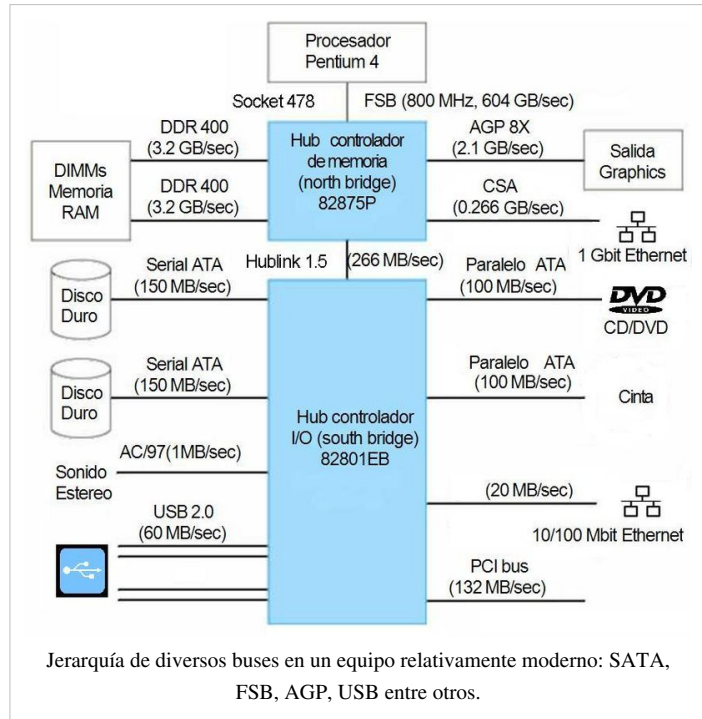 Procesador
Pentium 4
Socket 478
FSB (800 MHz, 604 GB/sec)
DDR 400
(3.2 GB/sec)
Hub controlador
de memoria
(north bridge)
82875P
AGP 8X
(2.1 GB/sec)
Salida
Graphics
DIMMs
Memoria
RAM
DDR 400
(3.2 GB/sec)
CSA
(0.266 GB/sec)
1 Gbit Ethernet
Hublink 1.5
(266 MB/sec)
Serial ATA
(150 MB/sec)
Disco
Duro
Paralelo ATA
(100 MB/sec)
DVD
VIDEO
CD/DVD
Serial ATA
(150 MB/sec)
Disco
Duro
Paralelo ATA
(100 MB/sec)
Cinta
Hub controlador
I/O (south bridge)
82801EB
AC/97(1MB/sec)
Sonido
Estereo
(20 MB/sec)
10/100 Mbit Ethernet
USB 2.0
(60 MB/sec)
PCI bus
(132 MB/sec)
Jerarquía de diversos buses en un equipo relativamente moderno: SATA,
FSB, AGP, USB entre otros.